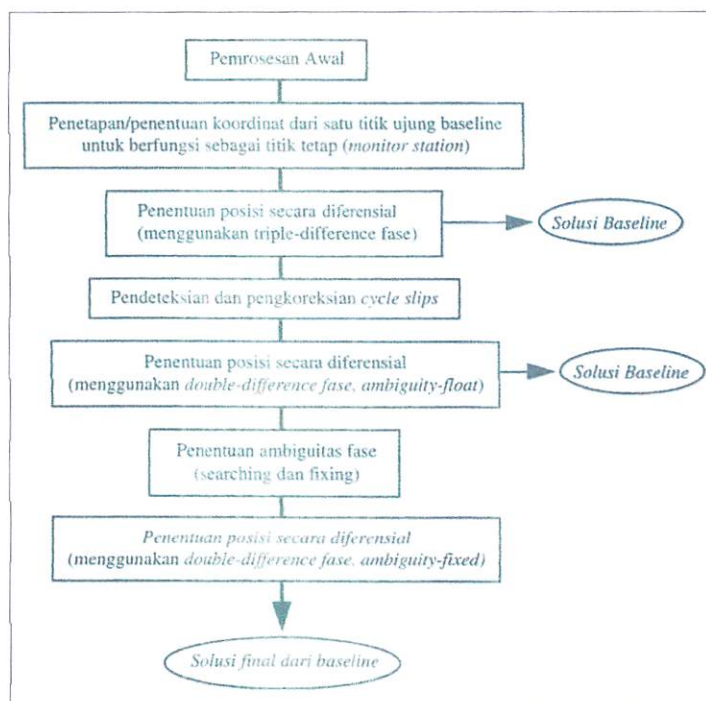 Pemrosesan Awal
Penetapan/penentuan koordinat dari satu titik ujung baseline
untuk berfungsi sebagai titik tetap (monitor station)
Penentuan posisi secara diferensial
(menggunakan triple-difference fase)
Solusi Baseline
Pendeteksian dan pengkoreksian cycle slips
Penentuan posisi secara diferensial
(menggunakan double-difference fase, ambiguity-float)
Solusi Baseline
Penentuan ambiguitas fase
(searching dan fixing)
Penentuan posisi secara diferensial
(menggunakan double-difference fase, ambiguity-fixed)
Solusi final dari baseline